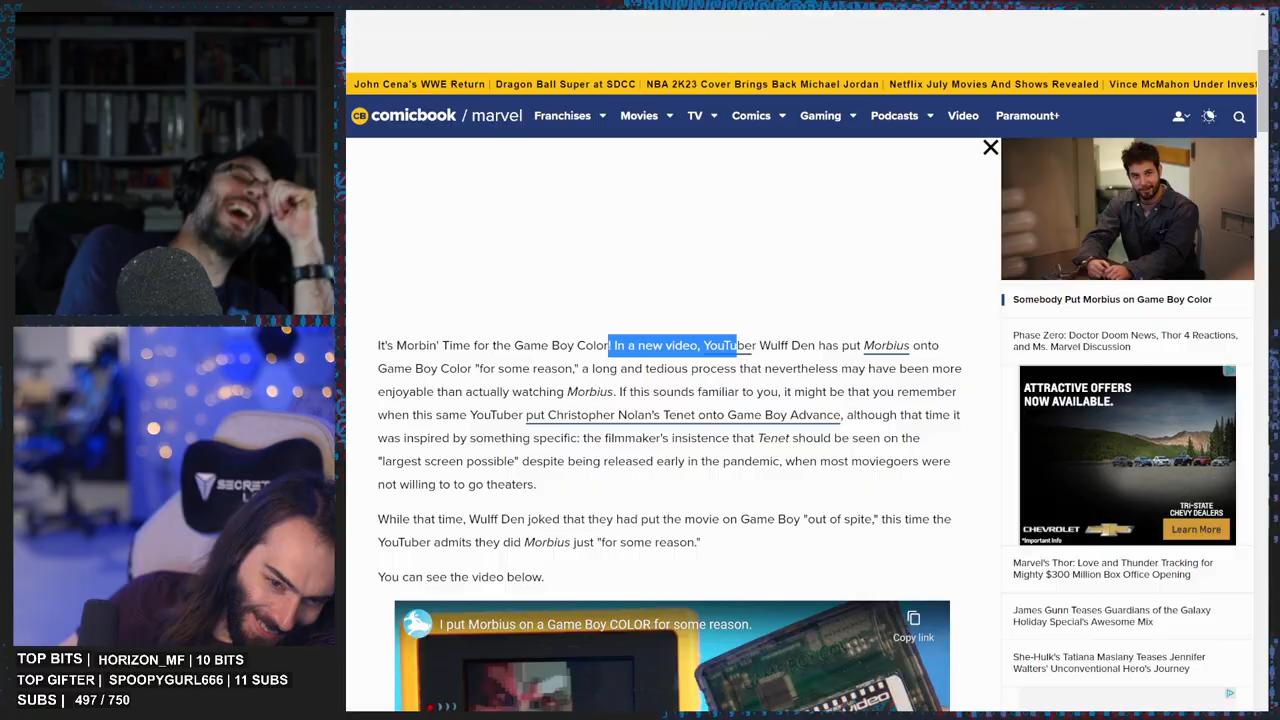 John Cena's WWE Return | Dragon Ball Super at SDCC | NBA 2K23 Cover Brings Back Michael Jordan | Netflix July Movies And Shows Revealed | Vince McMahon Under Invest
CB comicbook / marvel Franchises Movies TV Comics Gaming Podcasts Video Paramount+
It's Morbin' Time for the Game Boy Color! In a new video, YouTuber Wulff Den has put Morbius onto
Game Boy Color "for some reason," a long and tedious process that nevertheless may have been more
enjoyable than actually watching Morbius. If this sounds familiar to you, it might be that you remember
when this same YouTuber put Christopher Nolan's Tenet onto Game Boy Advance, although that time it
was inspired by something specific: the filmmaker's insistence that Tenet should be seen on the
"largest screen possible" despite being released early in the pandemic, when most moviegoers were
not willing to to go theaters.
While that time, Wulff Den joked that they had put the movie on Game Boy "out of spite," this time the
YouTuber admits they did Morbius just "for some reason."
You can see the video below.
I put Morbius on a Game Boy COLOR for some reason.
Copy link
Somebody Put Morbius on Game Boy Color
Phase Zero: Doctor Doom News, Thor 4 Reactions,
and Ms. Marvel Discussion
ATTRACTIVE OFFERS
NOW AVAILABLE.
TRI-STATE
CHEVY DEALERS
CHEVROLET
Learn More
*Important Info
Marvel's Thor: Love and Thunder Tracking for
Mighty $300 Million Box Office Opening
James Gunn Teases Guardians of the Galaxy
Holiday Special's Awesome Mix
She-Hulk's Tatiana Maslany Teases Jennifer
Walters' Unconventional Hero's Journey
SECRET
TOP BITS | HORIZON_MF | 10 BITS
TOP GIFTER | SPOOPYGURL666 | 11 SUBS
SUBS | 497 / 750